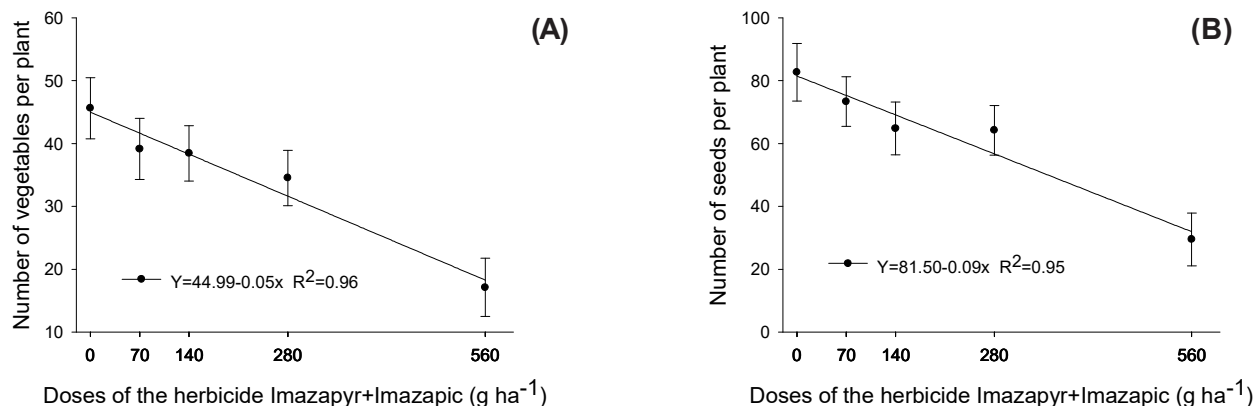 (A)
Number of vegetables per plant
60
50
40
30
20
10
Y=44.99-0.05x R²=0.96
0 70 140 280 560
Doses of the herbicide Imazapyr+Imazapic (g ha⁻¹)
(B)
Number of seeds per plant
100
80
60
40
20
0
Y=81.50-0.09x R²=0.95
0 70 140 280 560
Doses of the herbicide Imazapyr+Imazapic (g ha⁻¹)